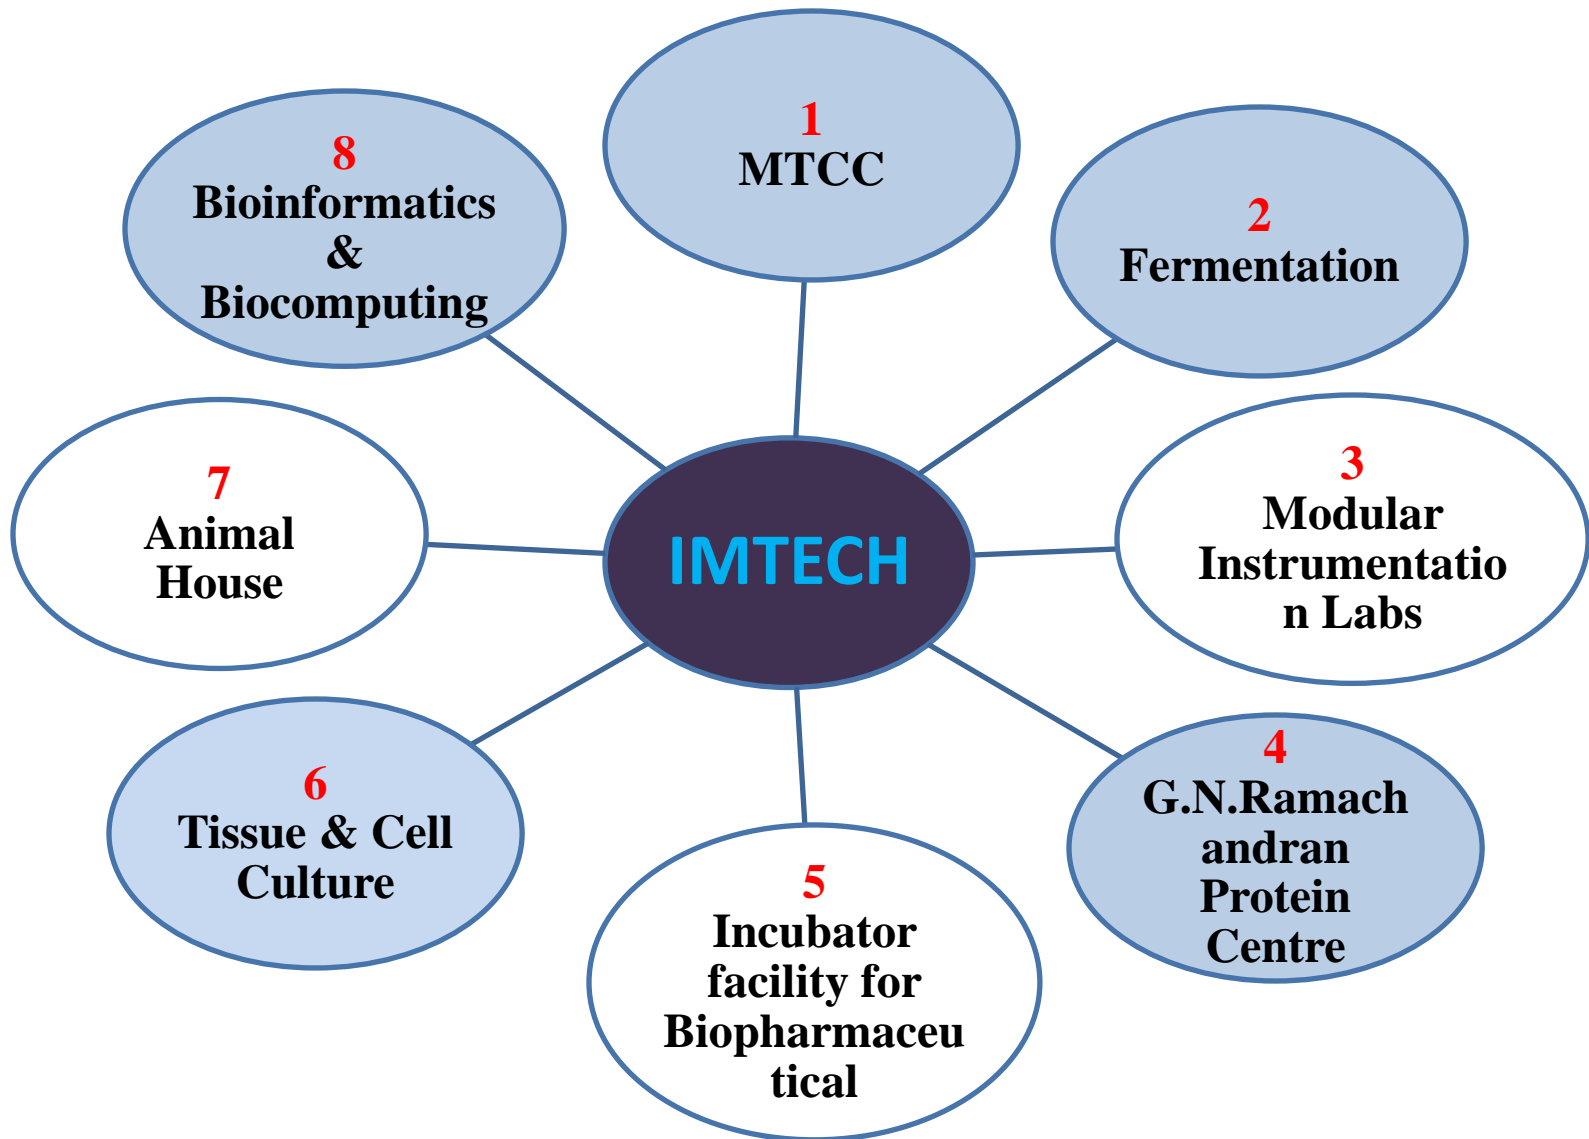 1
MTCC
2
Fermentation
3
Modular
Instrumentatio
n Labs
4
G.N.Ramach
andran
Protein
Centre
5
Incubator
facility for
Biopharmaceu
tical
6
Tissue & Cell
Culture
7
Animal
House
8
Bioinformatics
&
Biocomputing
IMTECH